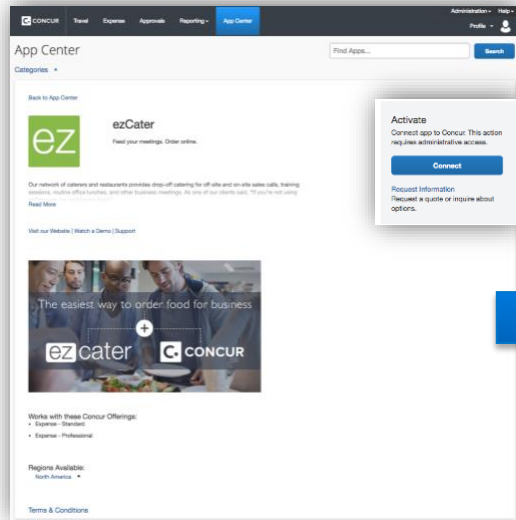 Administration Help
CONCUR Travel Expense Approvals Reporting App Center
Profile
App Center
Find Apps...
Search
Categories
Back to App Center
ez
ezCater
Feed your meetings. Order online.
Our network of caterers and restaurants provides drop-off catering for off-site and on-site sales calls, training
sessions, routine office lunches, and other business meetings. As one of our clients said, "If you're not using
Read More
Visit our Website | Watch a Demo | Support
The easiest way to order food for business
ez cater
C. CONCUR
Works with these Concur Offerings:
• Expense - Standard
• Expense - Professional
Regions Available:
North America
Terms & Conditions
Activate
Connect app to Concur. This action
requires administrative access.
Connect
Request Information
Request a quote or inquire about
options.